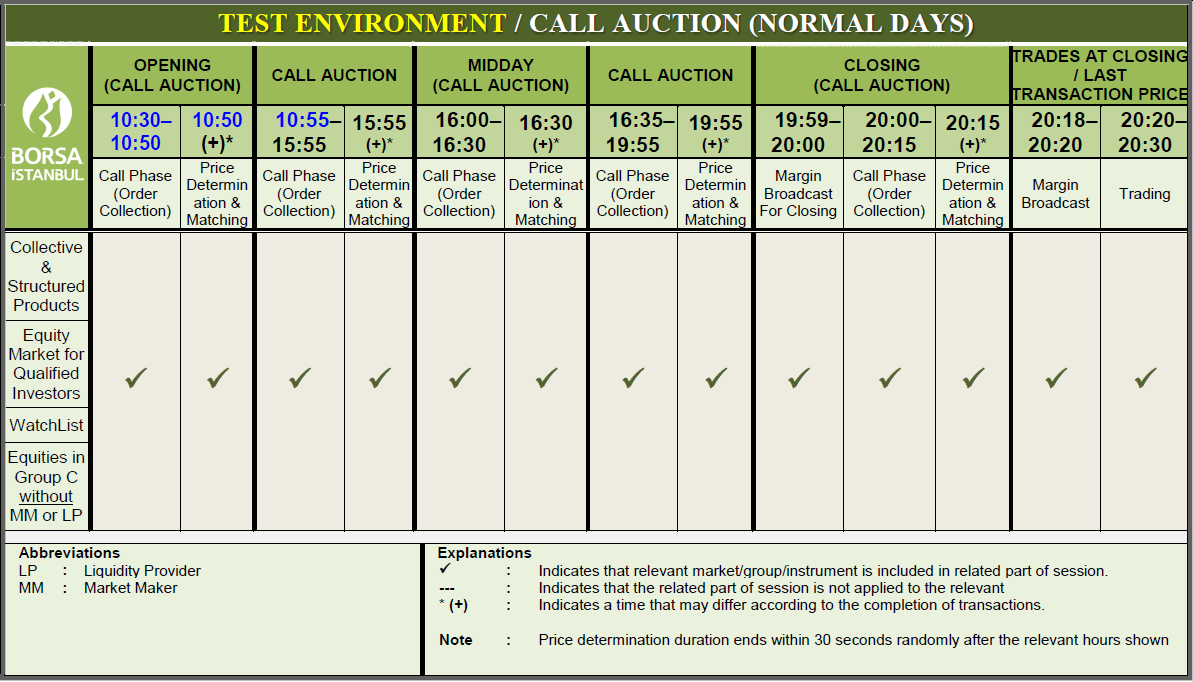 TEST ENVIRONMENT / CALL AUCTION (NORMAL DAYS)
BORSA
iSTANBUL
OPENING
(CALL AUCTION)
CALL AUCTION
MIDDAY
(CALL AUCTION)
CALL AUCTION
CLOSING
(CALL AUCTION)
TRADES AT CLOSING
/ LAST
TRANSACTION PRICE
10:30–
10:50
10:50
(+)*
10:55–
15:55
15:55
(+)*
16:00–
16:30
16:30
(+)*
16:35–
19:55
19:55
(+)*
19:59–
20:00
20:00–
20:15
20:15
(+)*
20:18–
20:20
20:20–
20:30
Call Phase
(Order
Collection)
Price
Determin
ation &
Matching
Call Phase
(Order
Collection)
Price
Determin
ation &
Matching
Call Phase
(Order
Collection)
Price
Determinat
ion &
Matching
Call Phase
(Order
Collection)
Price
Determin
ation &
Matching
Margin
Broadcast
For Closing
Call Phase
(Order
Collection)
Price
Determin
ation &
Matching
Margin
Broadcast
Trading
Collective
&
Structured
Products
Equity
Market for
Qualified
Investors
WatchList
Equities in
Group C
without
MM or LP
✓ ✓ ✓ ✓ ✓ ✓ ✓ ✓ ✓ ✓ ✓ ✓ ✓
Abbreviations
LP : Liquidity Provider
MM : Market Maker
Explanations
✓ : Indicates that relevant market/group/instrument is included in related part of session.
--- : Indicates that the related part of session is not applied to the relevant
* (+) : Indicates a time that may differ according to the completion of transactions.
Note : Price determination duration ends within 30 seconds randomly after the relevant hours shown